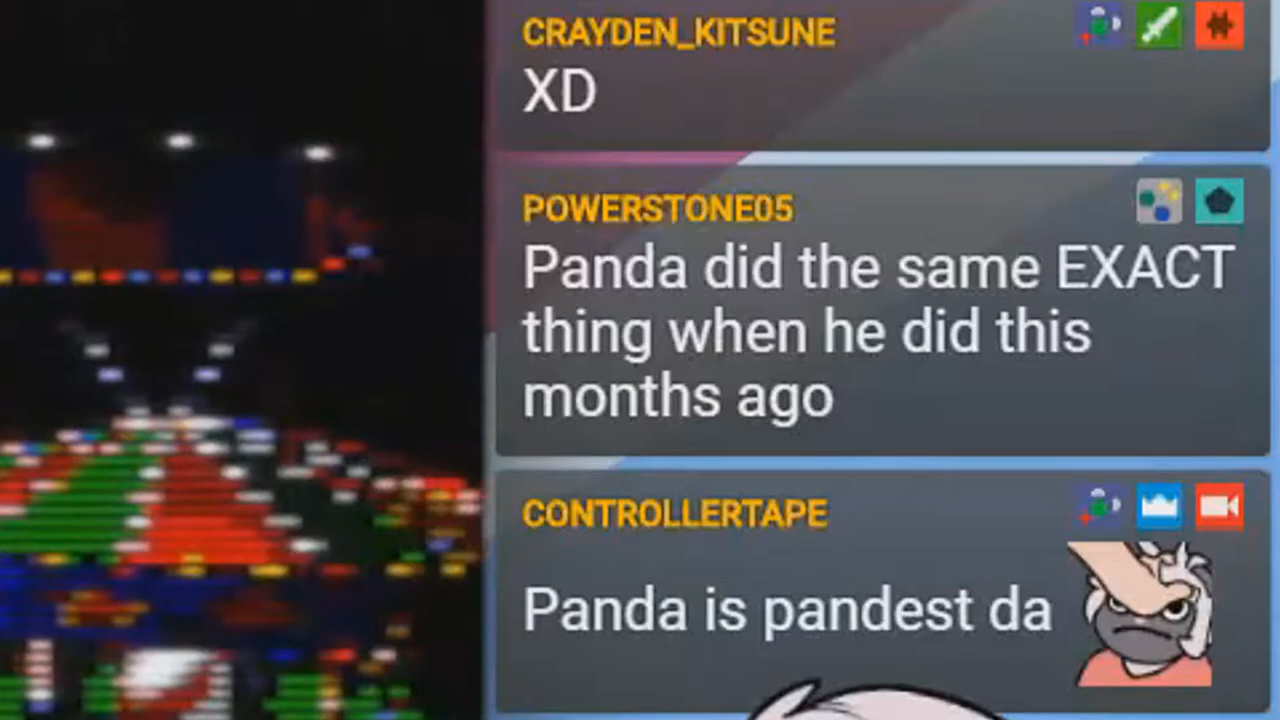 CRAYDEN_KITSUNE
XD
POWERSTONE05
Panda did the same EXACT
thing when he did this
months ago
CONTROLLERTAPE
Panda is pandest da